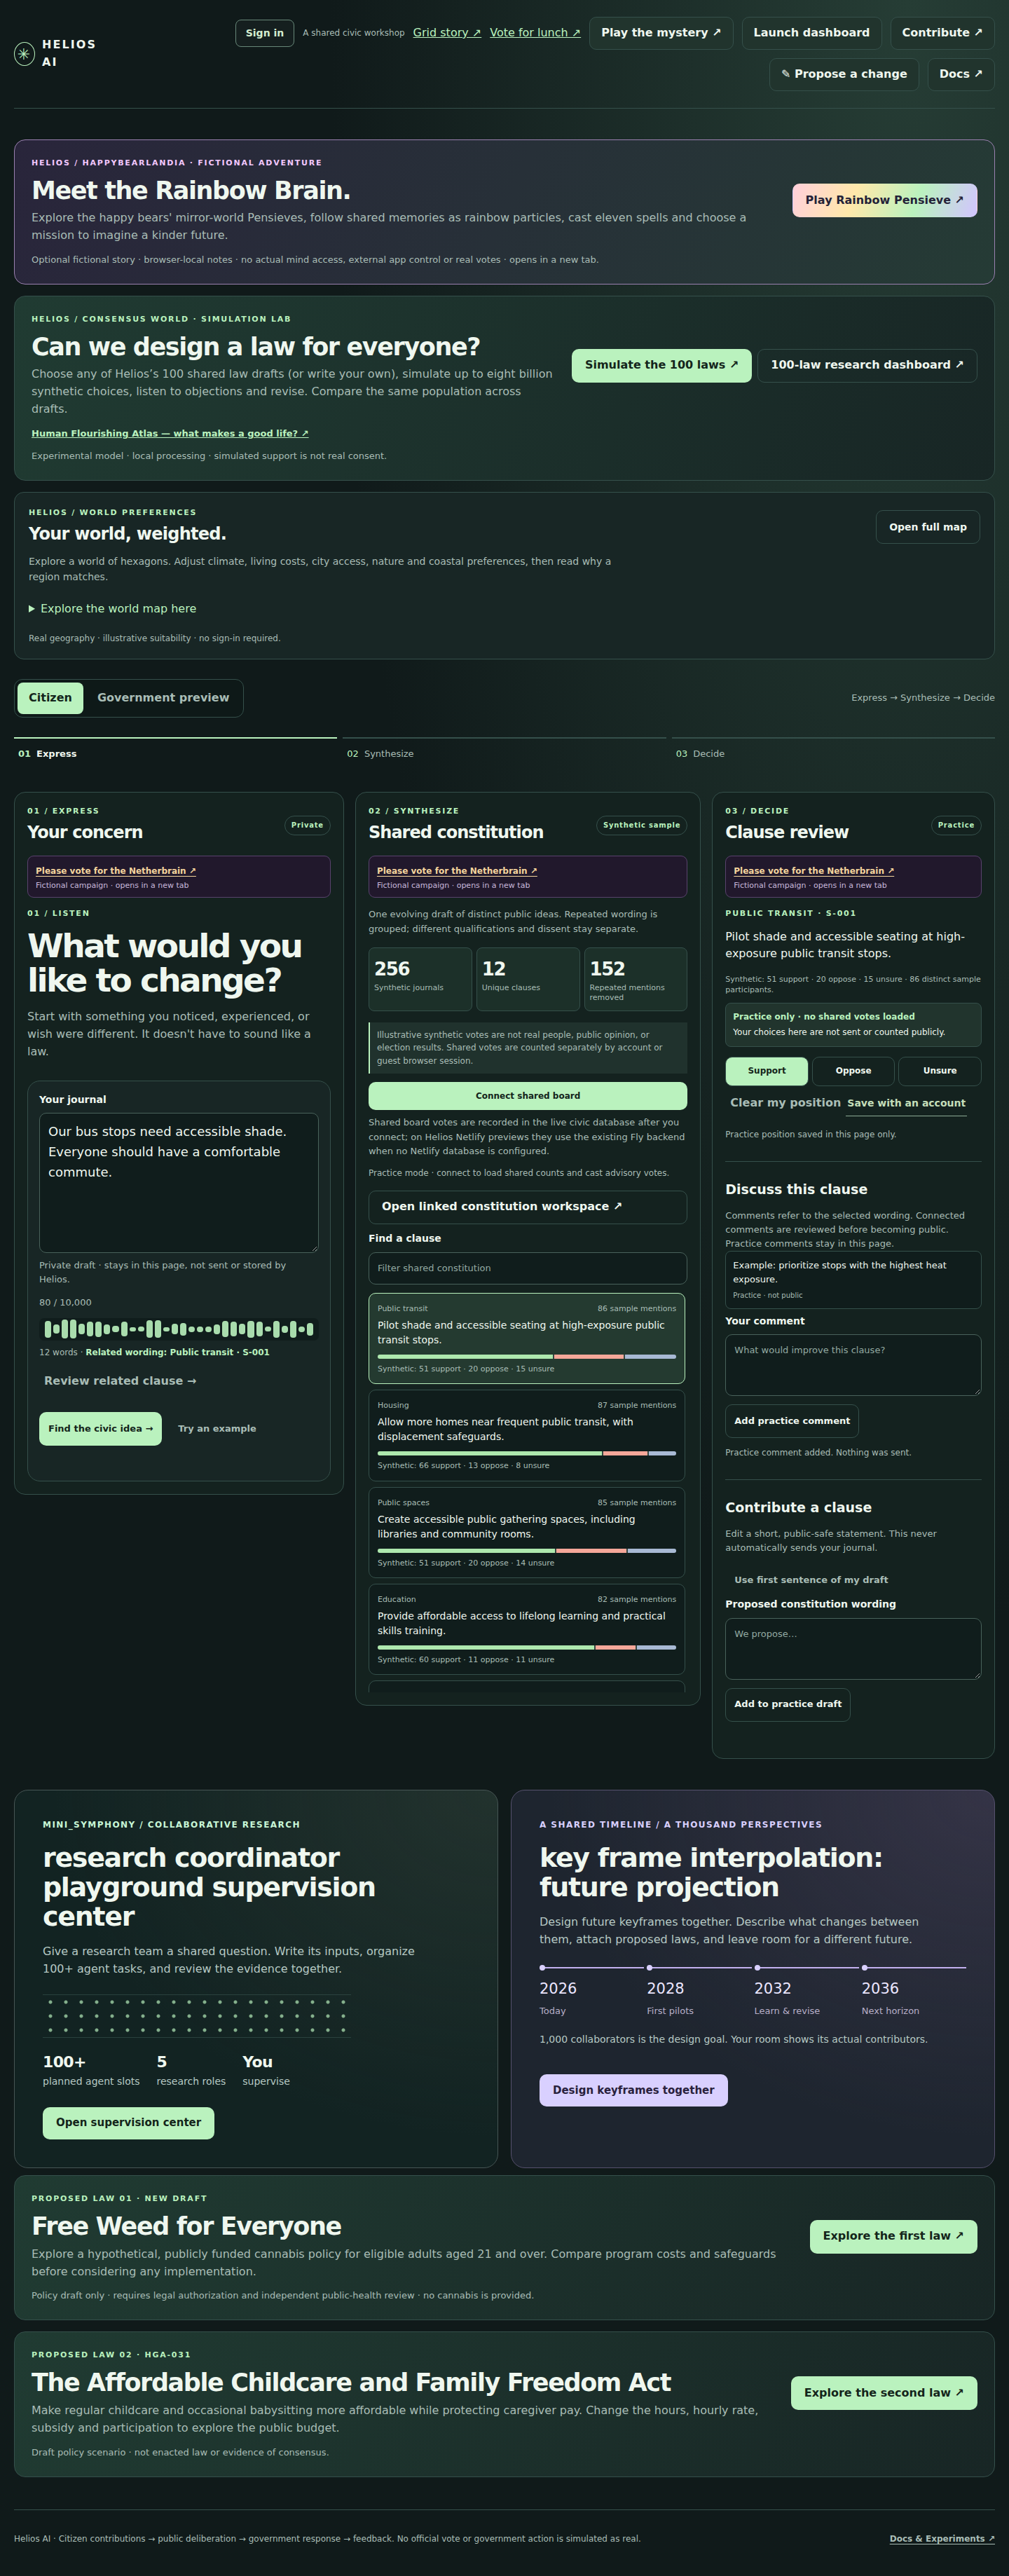 HELIOS
AI
Sign in
A shared civic workshop
Grid story ↗
Vote for lunch ↗
Play the mystery ↗
Launch dashboard
Contribute ↗
✎ Propose a change
Docs ↗
HELIOS / HAPPYBEARLANDIA · FICTIONAL ADVENTURE
Meet the Rainbow Brain.
Explore the happy bears' mirror-world Pensieves, follow shared memories as rainbow particles, cast eleven spells and choose a
mission to imagine a kinder future.
Optional fictional story · browser-local notes · no actual mind access, external app control or real votes · opens in a new tab.
Play Rainbow Pensieve ↗
HELIOS / CONSENSUS WORLD · SIMULATION LAB
Can we design a law for everyone?
Choose any of Helios’s 100 shared law drafts (or write your own), simulate up to eight billion
synthetic choices, listen to objections and revise. Compare the same population across
drafts.
Human Flourishing Atlas — what makes a good life? ↗
Experimental model · local processing · simulated support is not real consent.
Simulate the 100 laws ↗
100-law research dashboard ↗
HELIOS / WORLD PREFERENCES
Your world, weighted.
Explore a world of hexagons. Adjust climate, living costs, city access, nature and coastal preferences, then read why a
region matches.
▶ Explore the world map here
Real geography · illustrative suitability · no sign-in required.
Open full map
Citizen
Government preview
Express → Synthesize → Decide
01 Express
02 Synthesize
03 Decide
01 / EXPRESS
Your concern
Private
Please vote for the Netherbrain ↗
Fictional campaign · opens in a new tab
01 / LISTEN
What would you
like to change?
Start with something you noticed, experienced, or
wish were different. It doesn't have to sound like a
law.
Your journal
Our bus stops need accessible shade.
Everyone should have a comfortable
commute.
Private draft · stays in this page, not sent or stored by
Helios.
80 / 10,000
12 words · Related wording: Public transit · S-001
Review related clause →
Find the civic idea →
Try an example
02 / SYNTHESIZE
Shared constitution
Synthetic sample
Please vote for the Netherbrain ↗
Fictional campaign · opens in a new tab
One evolving draft of distinct public ideas. Repeated wording is
grouped; different qualifications and dissent stay separate.
256
Synthetic journals
12
Unique clauses
152
Repeated mentions
removed
Illustrative synthetic votes are not real people, public opinion, or
election results. Shared votes are counted separately by account or
guest browser session.
Connect shared board
Shared board votes are recorded in the live civic database after you
connect; on Helios Netlify previews they use the existing Fly backend
when no Netlify database is configured.
Practice mode · connect to load shared counts and cast advisory votes.
Open linked constitution workspace ↗
Find a clause
Filter shared constitution
Public transit
86 sample mentions
Pilot shade and accessible seating at high-exposure public
transit stops.
Synthetic: 51 support · 20 oppose · 15 unsure
Housing
87 sample mentions
Allow more homes near frequent public transit, with
displacement safeguards.
Synthetic: 66 support · 13 oppose · 8 unsure
Public spaces
85 sample mentions
Create accessible public gathering spaces, including
libraries and community rooms.
Synthetic: 51 support · 20 oppose · 14 unsure
Education
82 sample mentions
Provide affordable access to lifelong learning and practical
skills training.
Synthetic: 60 support · 11 oppose · 11 unsure
03 / DECIDE
Clause review
Practice
Please vote for the Netherbrain ↗
Fictional campaign · opens in a new tab
PUBLIC TRANSIT · S-001
Pilot shade and accessible seating at high-
exposure public transit stops.
Synthetic: 51 support · 20 oppose · 15 unsure · 86 distinct sample
participants.
Practice only · no shared votes loaded
Your choices here are not sent or counted publicly.
Support
Oppose
Unsure
Clear my position
Save with an account
Practice position saved in this page only.
Discuss this clause
Comments refer to the selected wording. Connected
comments are reviewed before becoming public.
Practice comments stay in this page.
Example: prioritize stops with the highest heat
exposure.
Practice · not public
Your comment
What would improve this clause?
Add practice comment
Practice comment added. Nothing was sent.
Contribute a clause
Edit a short, public-safe statement. This never
automatically sends your journal.
Use first sentence of my draft
Proposed constitution wording
We propose...
Add to practice draft
MINI_SYMPHONY / COLLABORATIVE RESEARCH
research coordinator
playground supervision
center
Give a research team a shared question. Write its inputs, organize
100+ agent tasks, and review the evidence together.
100+
planned agent slots
5
research roles
You
supervise
Open supervision center
A SHARED TIMELINE / A THOUSAND PERSPECTIVES
key frame interpolation:
future projection
Design future keyframes together. Describe what changes between
them, attach proposed laws, and leave room for a different future.
2026
Today
2028
First pilots
2032
Learn & revise
2036
Next horizon
1,000 collaborators is the design goal. Your room shows its actual contributors.
Design keyframes together
PROPOSED LAW 01 · NEW DRAFT
Free Weed for Everyone
Explore a hypothetical, publicly funded cannabis policy for eligible adults aged 21 and over. Compare program costs and safeguards
before considering any implementation.
Policy draft only · requires legal authorization and independent public-health review · no cannabis is provided.
Explore the first law ↗
PROPOSED LAW 02 · HGA-031
The Affordable Childcare and Family Freedom Act
Make regular childcare and occasional babysitting more affordable while protecting caregiver pay. Change the hours, hourly rate,
subsidy and participation to explore the public budget.
Draft policy scenario · not enacted law or evidence of consensus.
Explore the second law ↗
Helios AI · Citizen contributions → public deliberation → government response → feedback. No official vote or government action is simulated as real.
Docs & Experiments ↗